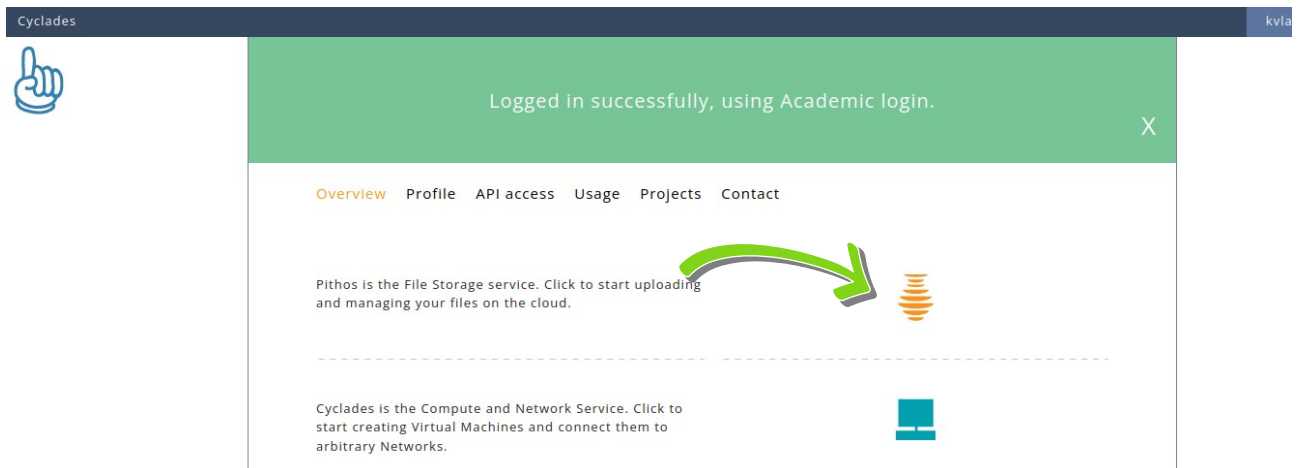 Cyclades
kvla
Logged in successfully, using Academic login.
X
Overview Profile API access Usage Projects Contact
Pithos is the File Storage service. Click to start uploading
and managing your files on the cloud.
Cyclades is the Compute and Network Service. Click to
start creating Virtual Machines and connect them to
arbitrary Networks.